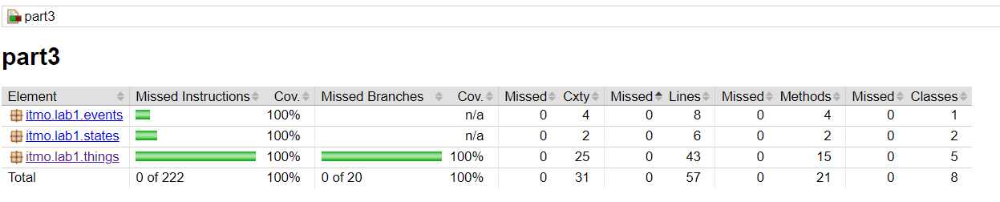 part3
part3
Element Missed Instructions Cov. Missed Branches Cov. Missed Cxty Missed Lines Missed Methods Missed Classes
itmo.lab1.events 100% n/a 0 4 0 8 0 4 0 1
itmo.lab1.states 100% n/a 0 2 0 6 0 2 0 2
itmo.lab1.things 100% 100% 0 25 0 43 0 15 0 5
Total 0 of 222 100% 0 of 20 100% 0 31 0 57 0 21 0 8